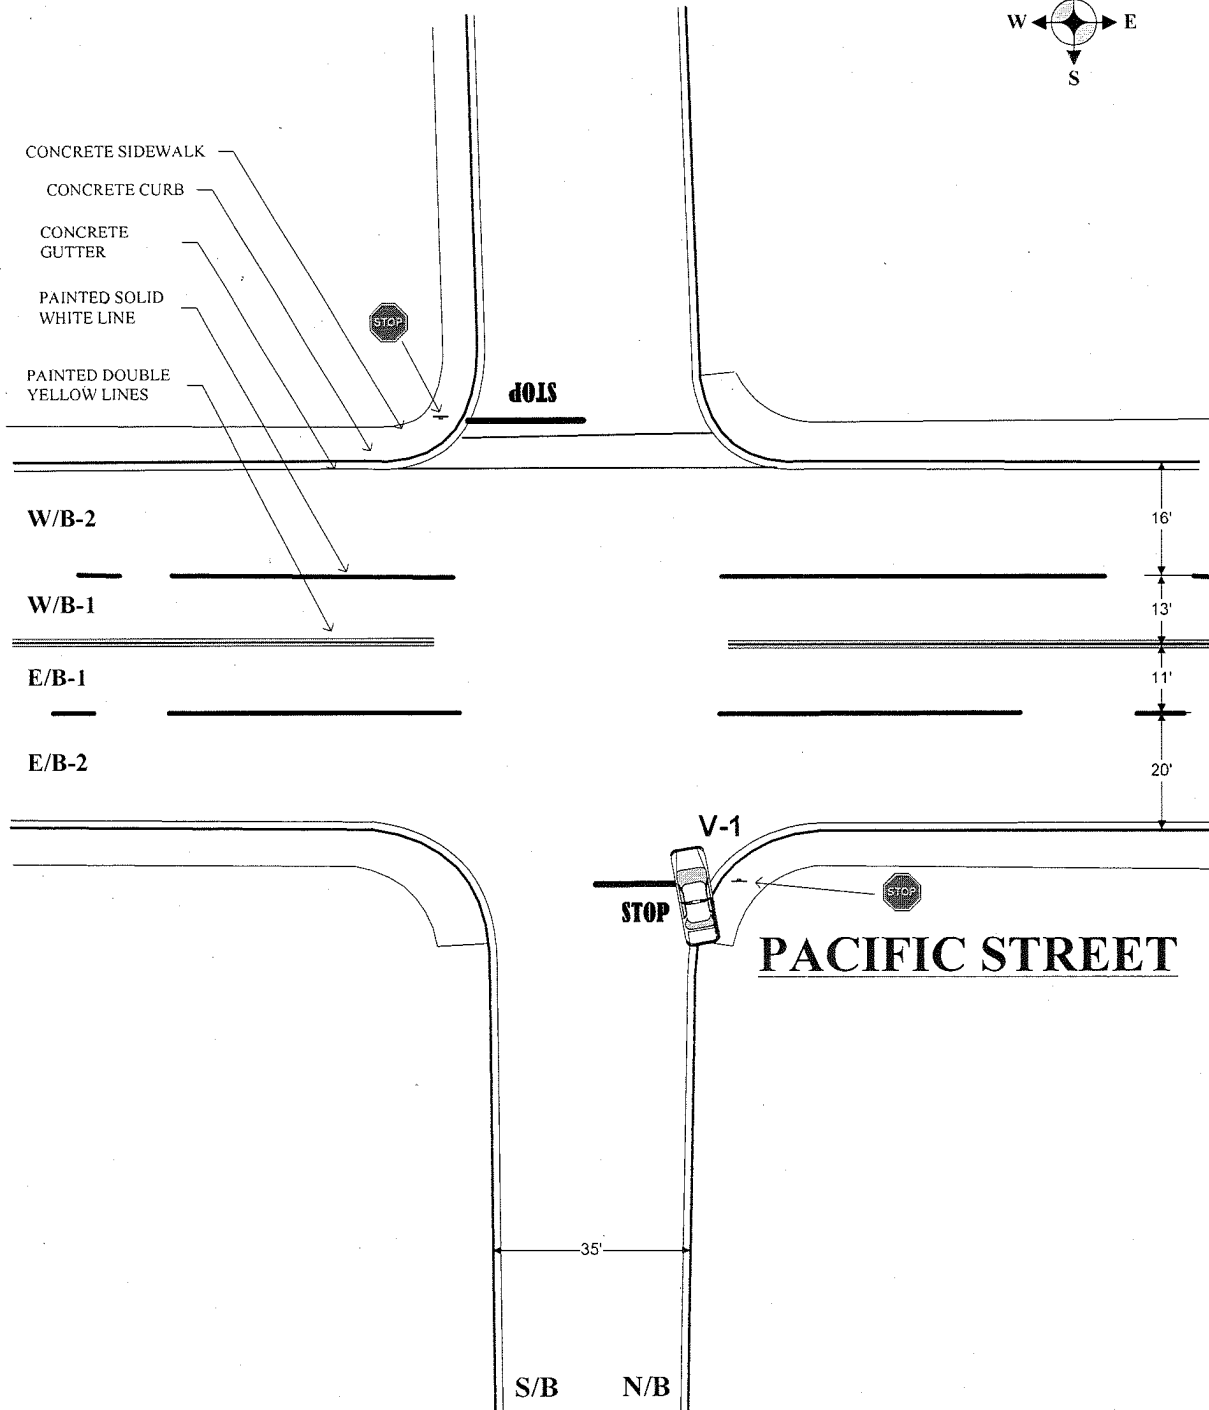 W E
S
CONCRETE SIDEWALK
CONCRETE CURB
CONCRETE
GUTTER
PAINTED SOLID
WHITE LINE
STOP
PAINTED DOUBLE
YELLOW LINES
STOP
W/B-2
16'
W/B-1
13'
E/B-1
11'
E/B-2
20'
V-1
STOP
STOP
PACIFIC STREET
35'
S/B N/B